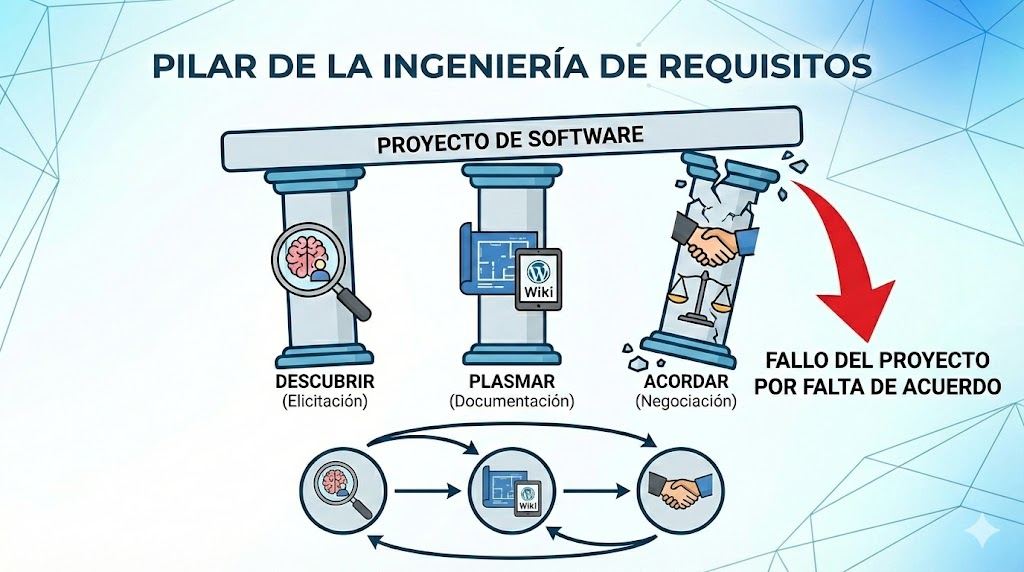 PILAR DE LA INGENIERÍA DE REQUISITOS
PROYECTO DE SOFTWARE
Wiki
DESCUBRIR
(Elicitación)
PLASMAR
(Documentación)
ACORDAR
(Negociación)
FALLO DEL PROYECTO
POR FALTA DE ACUERDO
Wiki